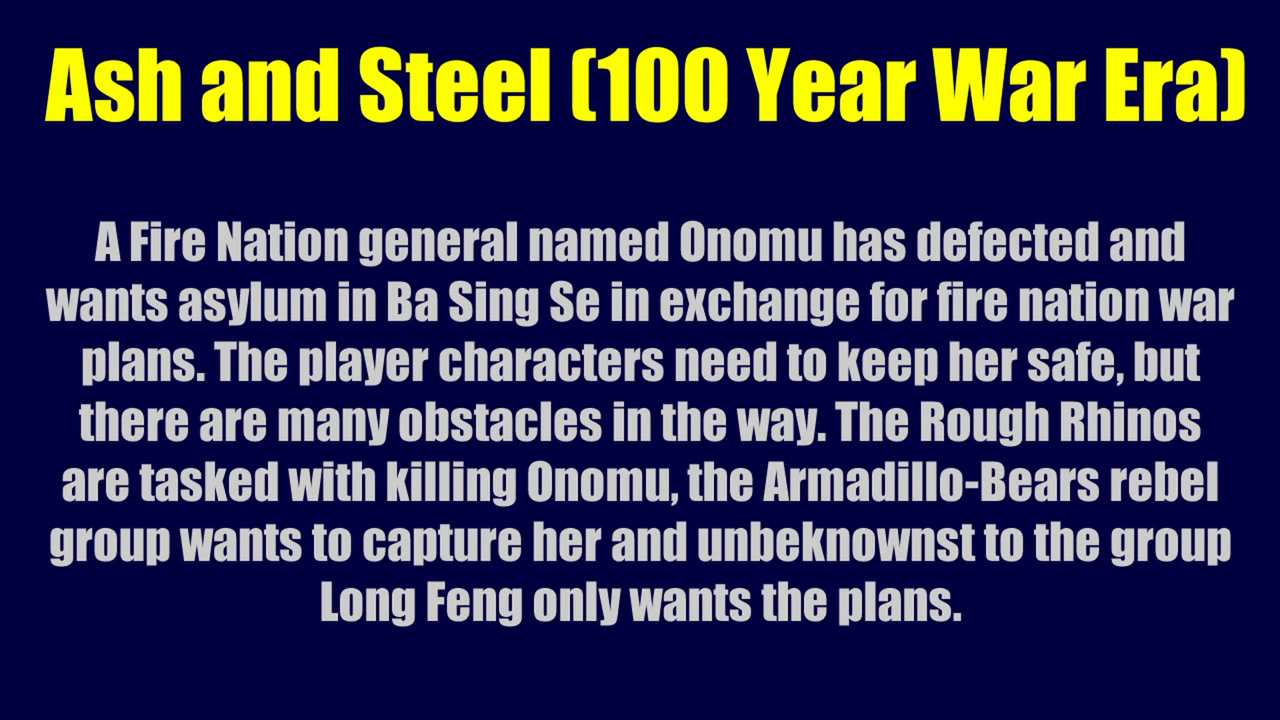 Ash and Steel (100 Year War Era)
A Fire Nation general named Onomu has defected and
wants asylum in Ba Sing Se in exchange for fire nation war
plans. The player characters need to keep her safe, but
there are many obstacles in the way. The Rough Rhinos
are tasked with killing Onomu, the Armadillo-Bears rebel
group wants to capture her and unbeknownst to the group
Long Feng only wants the plans.